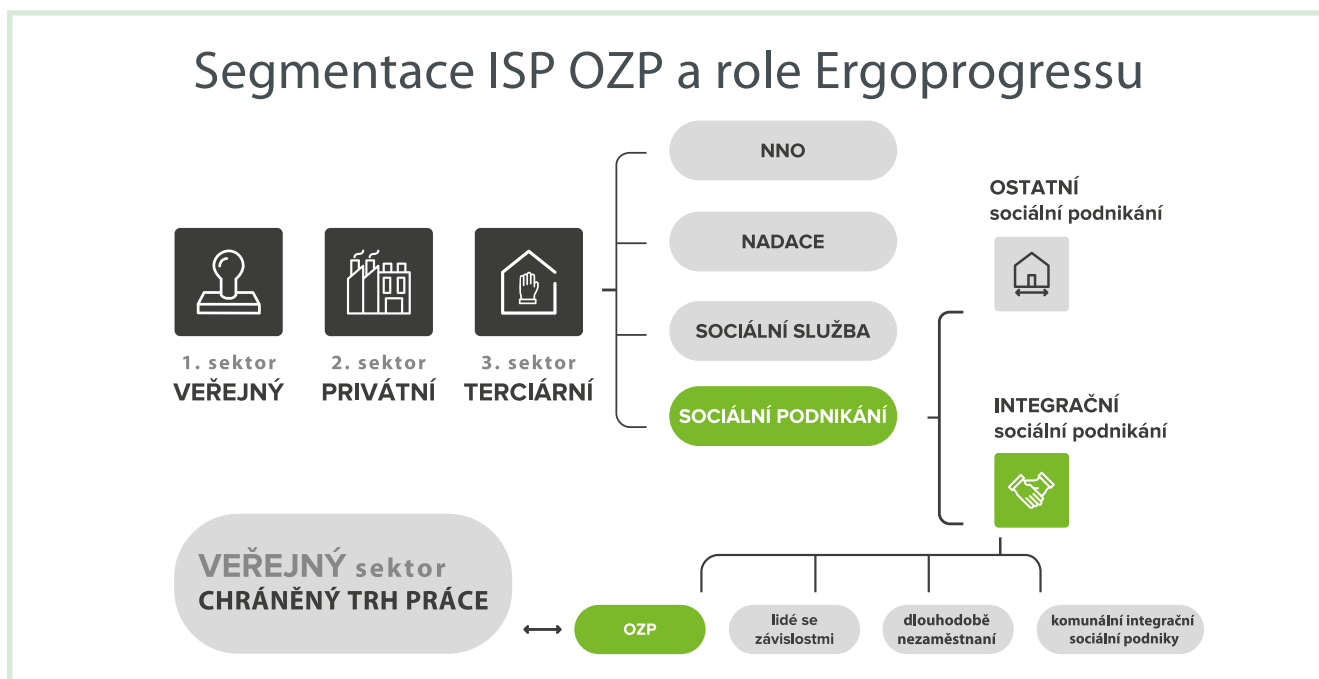 Segmentace ISP OZP a role Ergoprogressu
1. sektor
VEŘEJNÝ
2. sektor
PRIVÁTNÍ
3. sektor
TERCIÁRNÍ
NNO
NADACE
SOCIÁLNÍ SLUŽBA
SOCIÁLNÍ PODNIKÁNÍ
OSTATNÍ
sociální podnikání
INTEGRAČNÍ
sociální podnikání
VEŘEJNÝ sektor
CHRÁNĚNÝ TRH PRÁCE
OZP
lidé se
závislostmi
dlouhodobě
nezaměstnaní
komunální integrační
sociální podniky